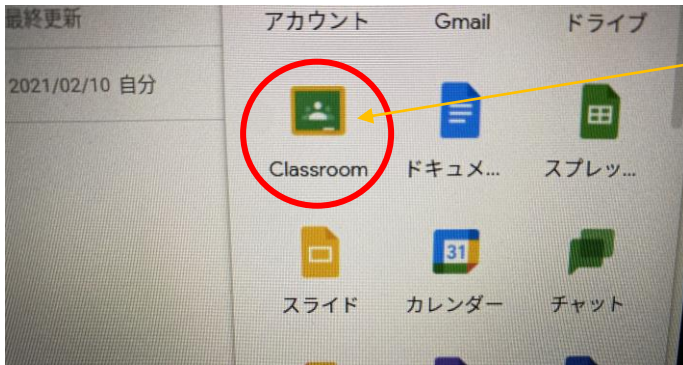 最終更新
2021/02/10 自分
アカウント Gmail ドライブ
Classroom ドキュメ... スプレッ...
31
スライド カレンダー チャット